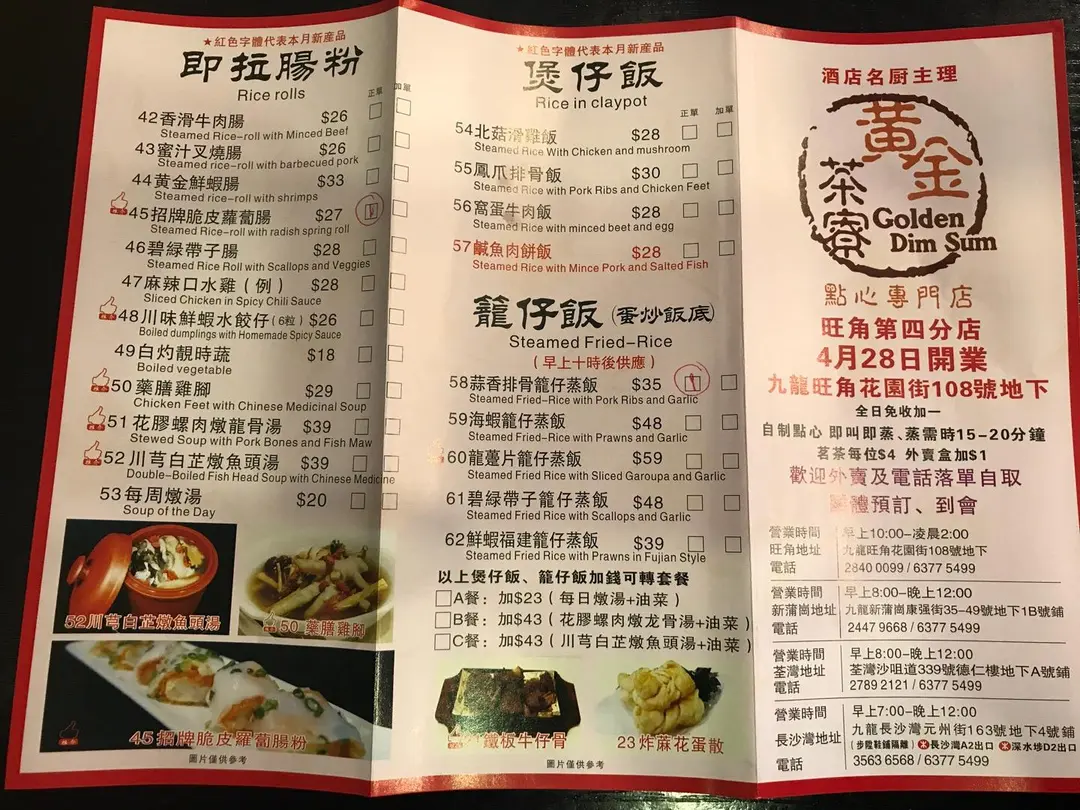 ★紅色字體代表本月新產品
即拉腸粉
Rice rolls
正單 加單
42香滑牛肉腸 $26
Steamed Rice-roll with Minced Beef
43蜜汁叉燒腸 $26
Steamed rice-roll with barbecued pork
44黃金鮮蝦腸 $33
Steamed rice-roll with shrimps
45招牌脆皮蘿蔔腸 $27
Steamed Rice-roll with radish spring roll
46碧綠帶子腸 $28
Steamed Rice Roll with Scallops and Veggies
47麻辣口水雞(例) $28
Sliced Chicken in Spicy Chili Sauce
48川味鮮蝦水餃仔(6粒) $26
Boiled dumplings with Homemade Spicy Sauce
49白灼靚時蔬 $18
Boiled vegetable
50藥膳雞腳 $29
Chicken Feet with Chinese Medicinal Soup
51花膠螺肉燉龍骨湯 $39
Stewed Soup with Pork Bones and Fish Maw
52川芎白芷燉魚頭湯 $39
Double-Boiled Fish Head Soup with Chinese Medicine
53每周燉湯 $20
Soup of the Day
52川芎白芷燉魚頭湯
50 藥膳雞腳
45招牌脆皮蘿蔔腸粉
圖片僅供參考
★紅色字體代表本月新產品
煲仔飯
Rice in claypot
正單 加單
54北菇滑雞飯 $28
Steamed Rice With Chicken and mushroom
55鳳爪排骨飯 $30
Steamed Rice with Pork Ribs and Chicken Feet
56窩蛋牛肉飯 $28
Steamed Rice with minced beef and egg
57鹹魚肉餅飯 $28
Steamed Rice with Mince Pork and Salted Fish
籠仔飯(蛋炒飯底)
Steamed Fried-Rice
(早上十時後供應)
58蒜香排骨籠仔蒸飯 $35
Steamed Fried-Rice with Pork Ribs and Garlic
59海蝦籠仔蒸飯 $48
Steamed Fried-Rice with Prawns and Garlic
60龍躉片籠仔蒸飯 $59
Steamed Fried Rice with Sliced Garoupa and Garlic
61碧綠帶子籠仔蒸飯 $48
Steamed Fried Rice with Scallops and Garlic
62鮮蝦福建籠仔蒸飯 $39
Steamed Fried Rice with Prawns in Fujian Style
以上煲仔飯、籠仔飯加錢可轉套餐
A餐：加$23(每日燉湯+油菜)
B餐：加$43(花膠螺肉燉龙骨湯+油菜)
C餐：加$43(川芎白芷燉魚頭湯+油菜)
鐵板牛仔骨
23炸蔴花蛋散
圖片僅供參考
酒店名厨主理
黃金
茶寮
Golden
Dim Sum
點心專門店
旺角第四分店
4月28日開業
九龍旺角花園街108號地下
全日免收加一
自制點心 即叫即蒸、蒸需時15-20分鐘
茗茶每位$4 外賣盒加$1
歡迎外賣及電話落單自取
體預訂、到會
營業時間 早上10:00-凌晨2:00
旺角地址 九龍旺角花園街108號地下
電話 2840 0099 / 6377 5499
營業時間 早上8:00-晚上12:00
新蒲崗地址 九龍新蒲崗康强街35-49號地下1B號鋪
電話 2447 9668 / 6377 5499
營業時間 早上8:00-晚上12:00
荃灣地址 荃灣沙咀道339號德仁樓地下A號鋪
電話 2789 2121 / 6377 5499
營業時間 早上7:00-晚上12:00
長沙灣地址 九龍長沙灣元州街163號地下4號鋪
(步陞鞋鋪隔離) 長沙灣A2出口 深水埗D2出口
電話 3563 6568 / 6377 5499